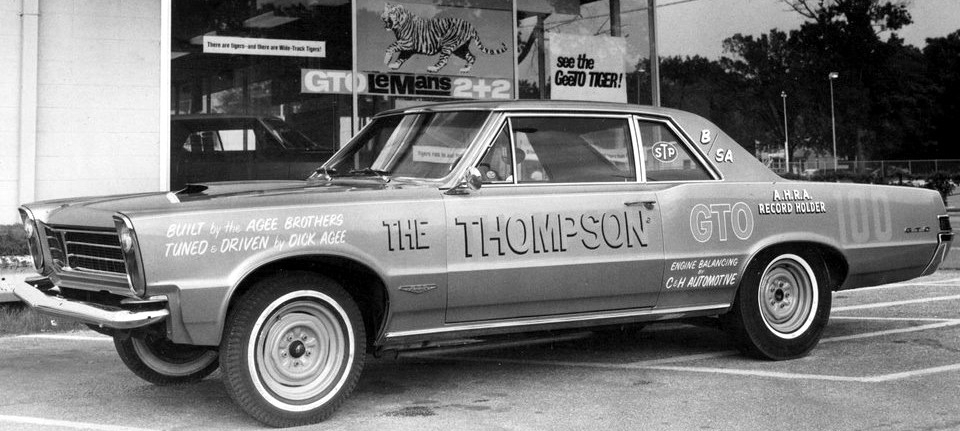 There are tigers--and there are Wide-Track Tigers!
GTO LeMans 2+2
see the
GeeTO TIGER!
STP
B/
SA
BUILT by the AGEE BROTHERS
TUNED & DRIVEN by DICK AGEE
THE THOMPSON
GTO
A.H.R.A.
RECORD HOLDER
100
GTO
ENGINE BALANCING
BY
C&H AUTOMOTIVE